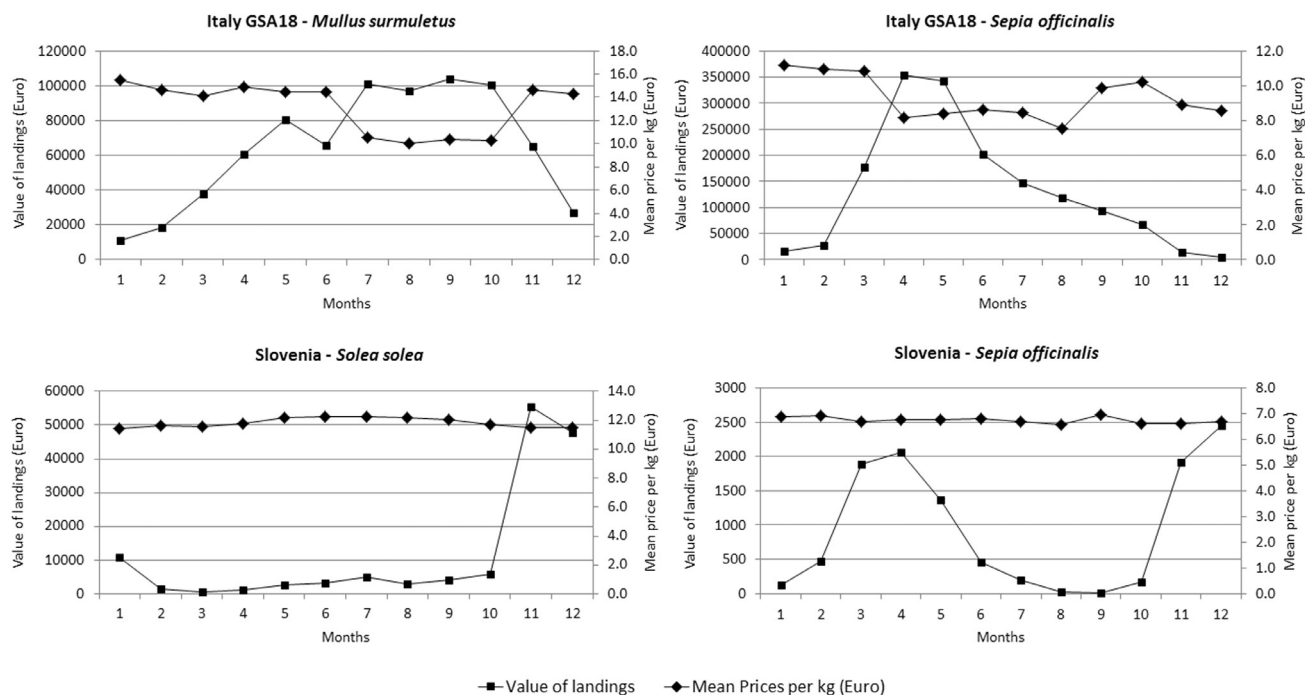 Italy GSA18 - Mullus surmuletus
Value of landings (Euro)
120000
100000
80000
60000
40000
20000
0
18.0
16.0
14.0
12.0
10.0
8.0
6.0
4.0
2.0
0.0
Mean price per kg (Euro)
1 2 3 4 5 6 7 8 9 10 11 12
Months
Italy GSA18 - Sepia officinalis
Value of landings (Euro)
400000
350000
300000
250000
200000
150000
100000
50000
0
12.0
10.0
8.0
6.0
4.0
2.0
0.0
Mean price per kg (Euro)
1 2 3 4 5 6 7 8 9 10 11 12
Months
Slovenia - Solea solea
Value of landings (Euro)
60000
50000
40000
30000
20000
10000
0
14.0
12.0
10.0
8.0
6.0
4.0
2.0
0.0
Mean price per kg (Euro)
1 2 3 4 5 6 7 8 9 10 11 12
Months
Slovenia - Sepia officinalis
Value of landings (Euro)
3000
2500
2000
1500
1000
500
0
8.0
7.0
6.0
5.0
4.0
3.0
2.0
1.0
0.0
Mean price per kg (Euro)
1 2 3 4 5 6 7 8 9 10 11 12
Months
Value of landings
Mean Prices per kg (Euro)